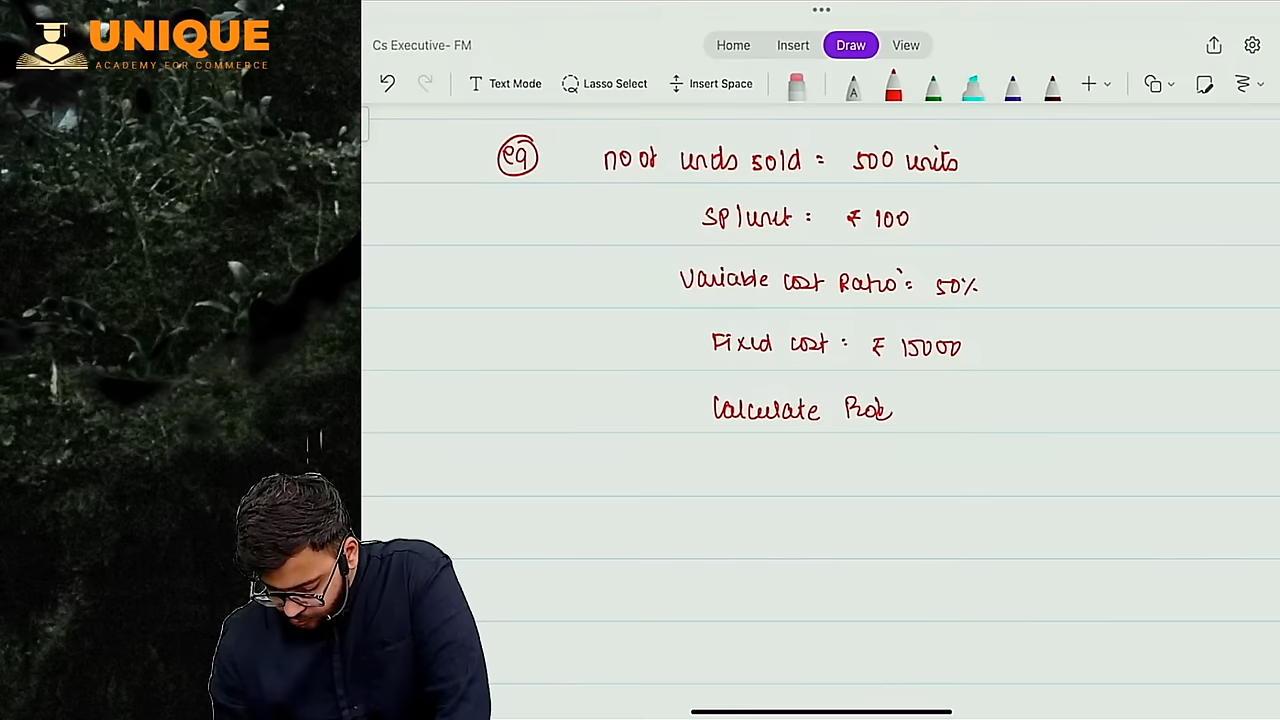 UNIQUE
ACADEMY FOR COMMERCE
Cs Executive- FM
Home Insert Draw View
Text Mode Lasso Select Insert Space
eg no of units sold = 500 units
SP/unit : ₹ 100
Variable cost Ratio = 50%
Fixed cost : ₹ 15000
Calculate